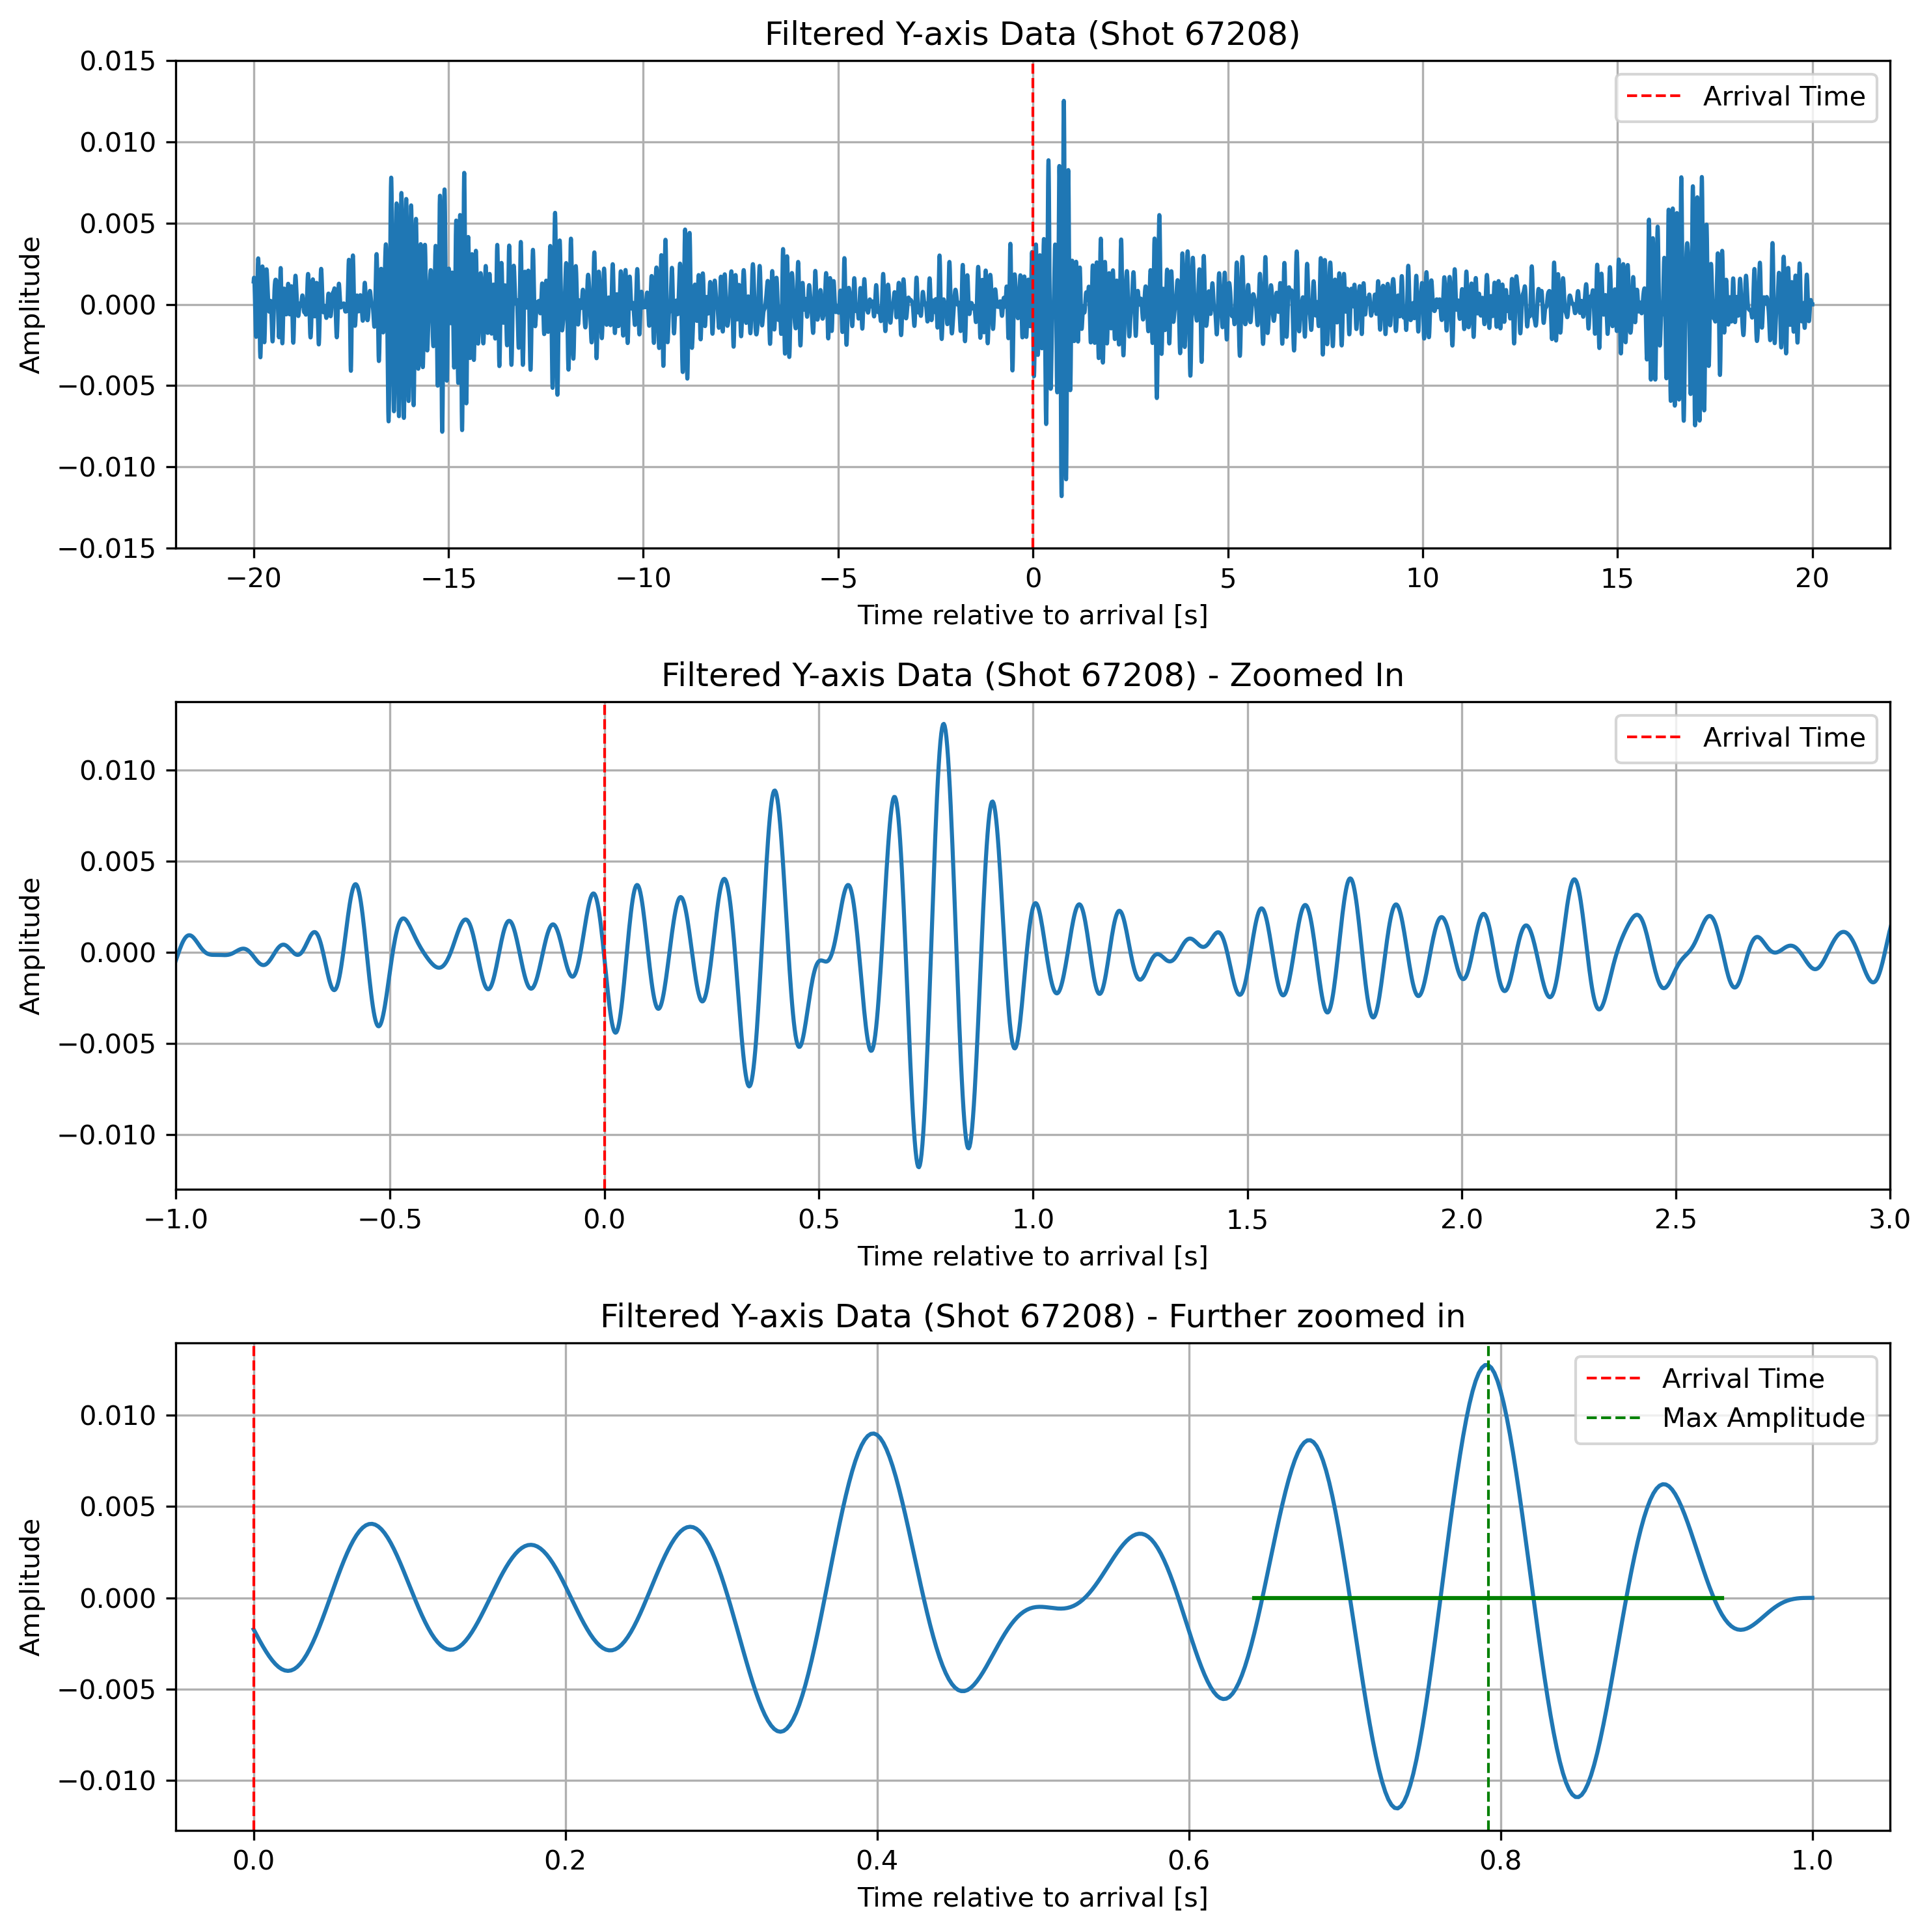 Filtered Y-axis Data (Shot 67208)
Amplitude
0.015
0.010
0.005
0.000
−0.005
−0.010
−0.015
Arrival Time
−20 −15 −10 −5 0 5 10 15 20
Time relative to arrival [s]
Filtered Y-axis Data (Shot 67208) - Zoomed In
Amplitude
0.010
0.005
0.000
−0.005
−0.010
Arrival Time
−1.0 −0.5 0.0 0.5 1.0 1.5 2.0 2.5 3.0
Time relative to arrival [s]
Filtered Y-axis Data (Shot 67208) - Further zoomed in
Amplitude
0.010
0.005
0.000
−0.005
−0.010
Arrival Time
Max Amplitude
0.0 0.2 0.4 0.6 0.8 1.0
Time relative to arrival [s]